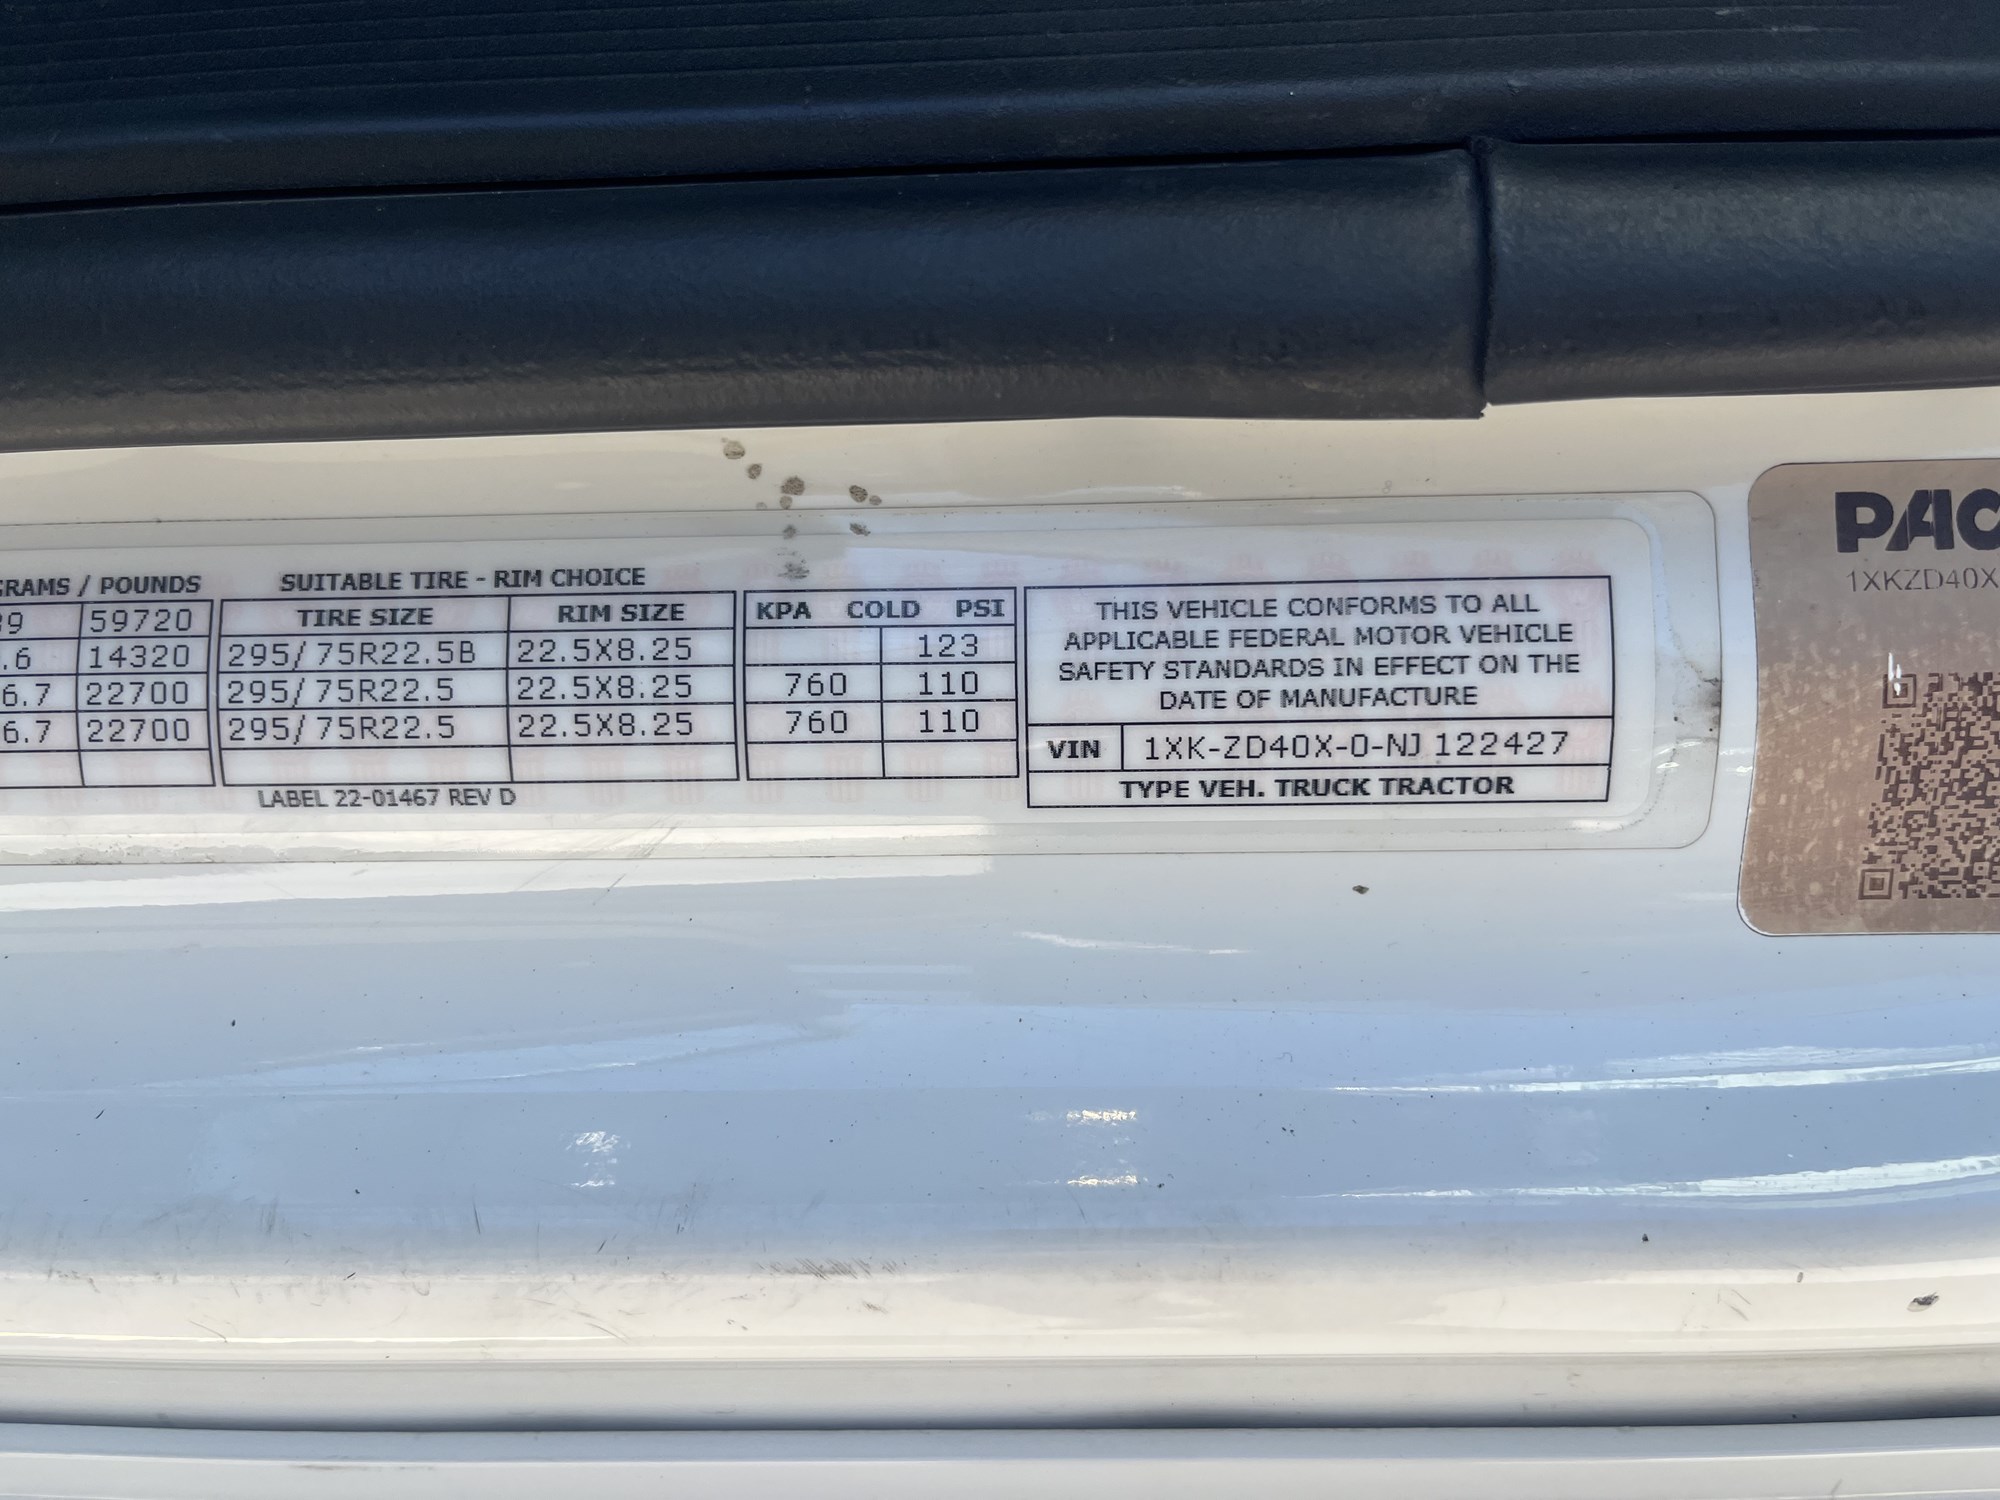 GRAMS / POUNDS
59720
.6 14320
6.7 22700
6.7 22700
SUITABLE TIRE - RIM CHOICE
TIRE SIZE RIM SIZE
295/75R22.5B 22.5X8.25
295/75R22.5 22.5X8.25
295/75R22.5 22.5X8.25
LABEL 22-01467 REV D
KPA COLD PSI
123
760 110
760 110
THIS VEHICLE CONFORMS TO ALL
APPLICABLE FEDERAL MOTOR VEHICLE
SAFETY STANDARDS IN EFFECT ON THE
DATE OF MANUFACTURE
VIN 1XK-ZD40X-0-NJ 122427
TYPE VEH. TRUCK TRACTOR
PAC
1XKZD40X